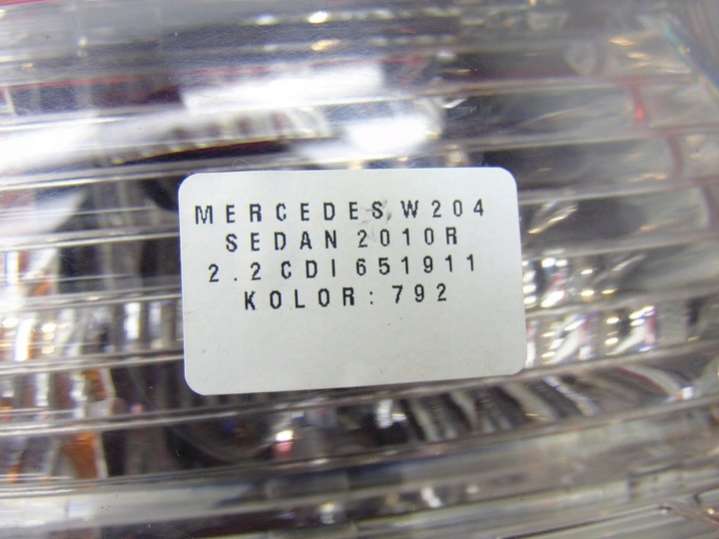 MERCEDES W204
SEDAN 2010R
2.2 CDI 651911
KOLOR: 792